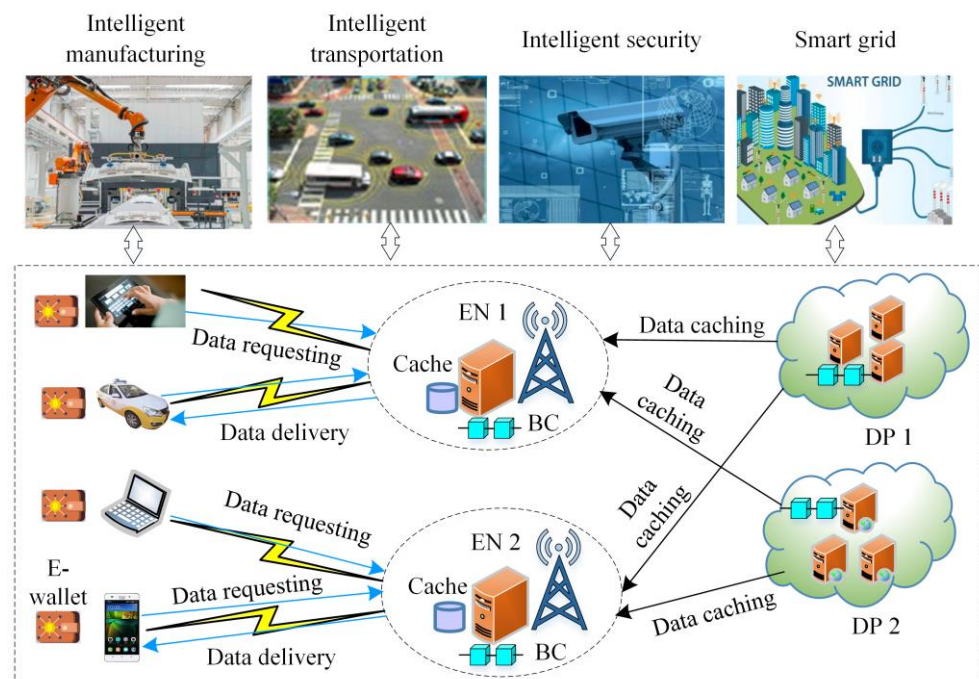 Intelligent
manufacturing
Intelligent
transportation
Intelligent security
Smart grid
SMART GRID
EN 1
Cache
BC
Data requesting
Data delivery
Data caching
Data
caching
DP 1
Data
caching
Data requesting
EN 2
Cache
BC
E-
wallet
Data requesting
Data delivery
Data caching
DP 2